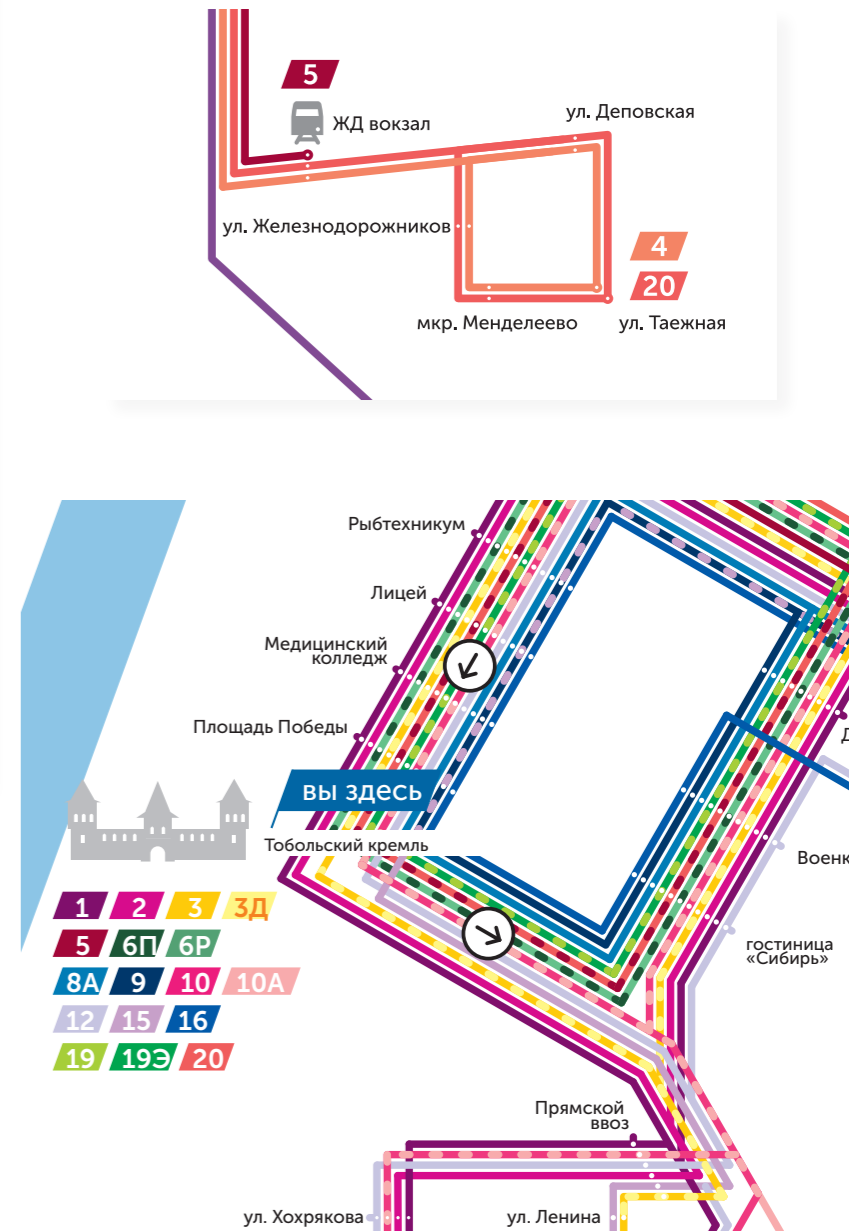 5
ЖД вокзал
ул. Деповская
ул. Железнодорожников
4
20
мкр. Менделеево
ул. Таежная
Рыбтехникум
Лицей
Медицинский
колледж
Площадь Победы
вы здесь
Тобольский кремль
Д
Военк
гостиница
«Сибирь»
1 2 3 3Д
5 6П 6Р
8А 9 10 10А
12 15 16
19 19Э 20
Прямской
ввоз
ул. Хохрякова
ул. Ленина